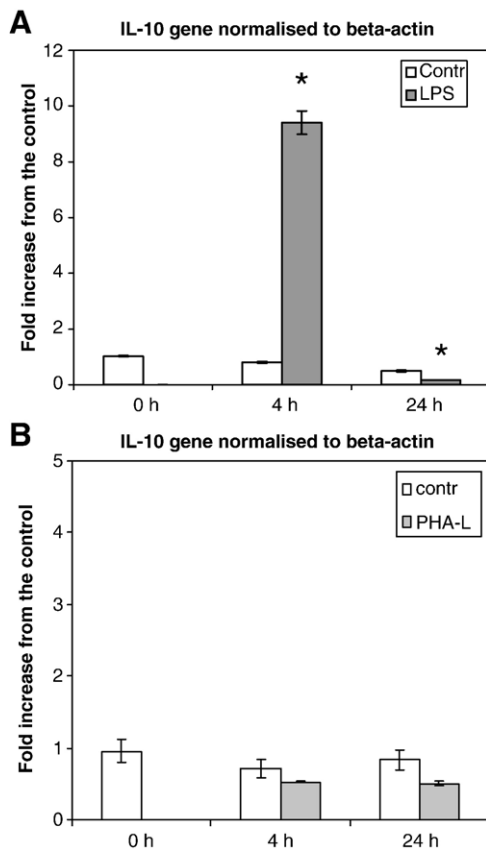 A
IL-10 gene normalised to beta-actin
Fold increase from the control
12
10
8
6
4
2
0
Contr
LPS
*
*
0 h 4 h 24 h
B
IL-10 gene normalised to beta-actin
Fold increase from the control
5
4
3
2
1
0
contr
PHA-L
0 h 4 h 24 h